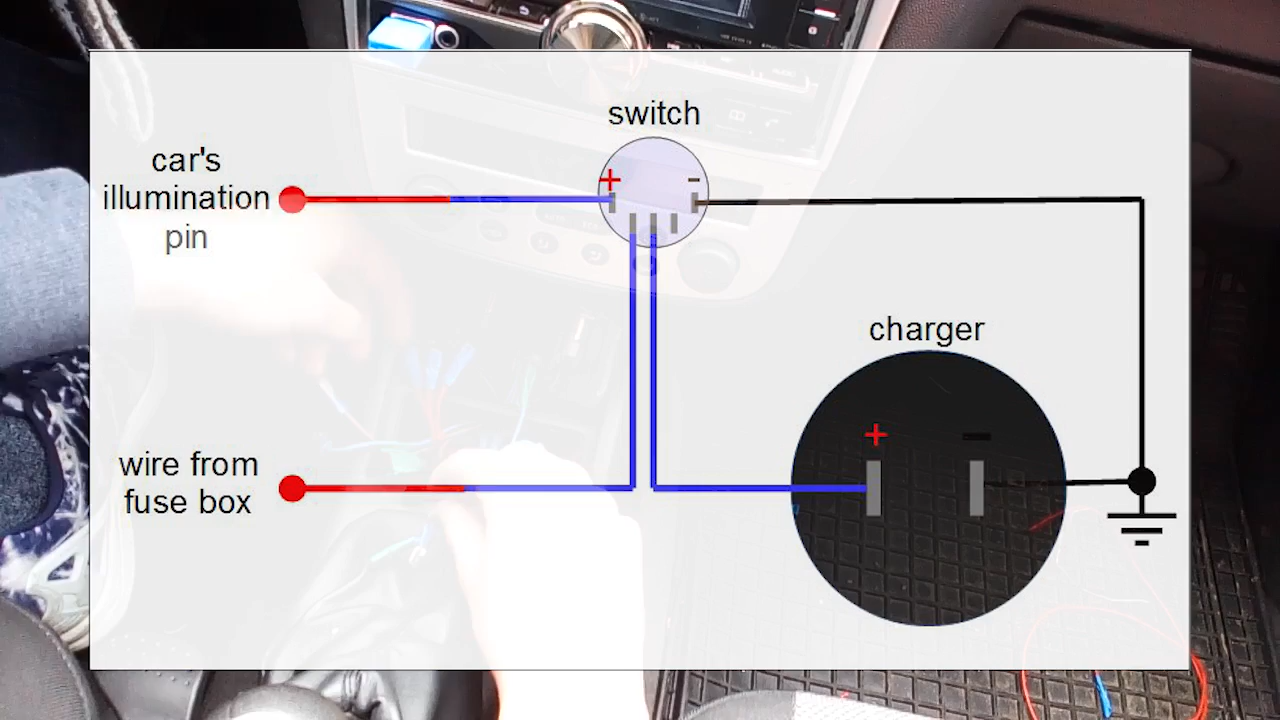 switch
car's
illumination
pin
+
-
charger
+
-
wire from
fuse box